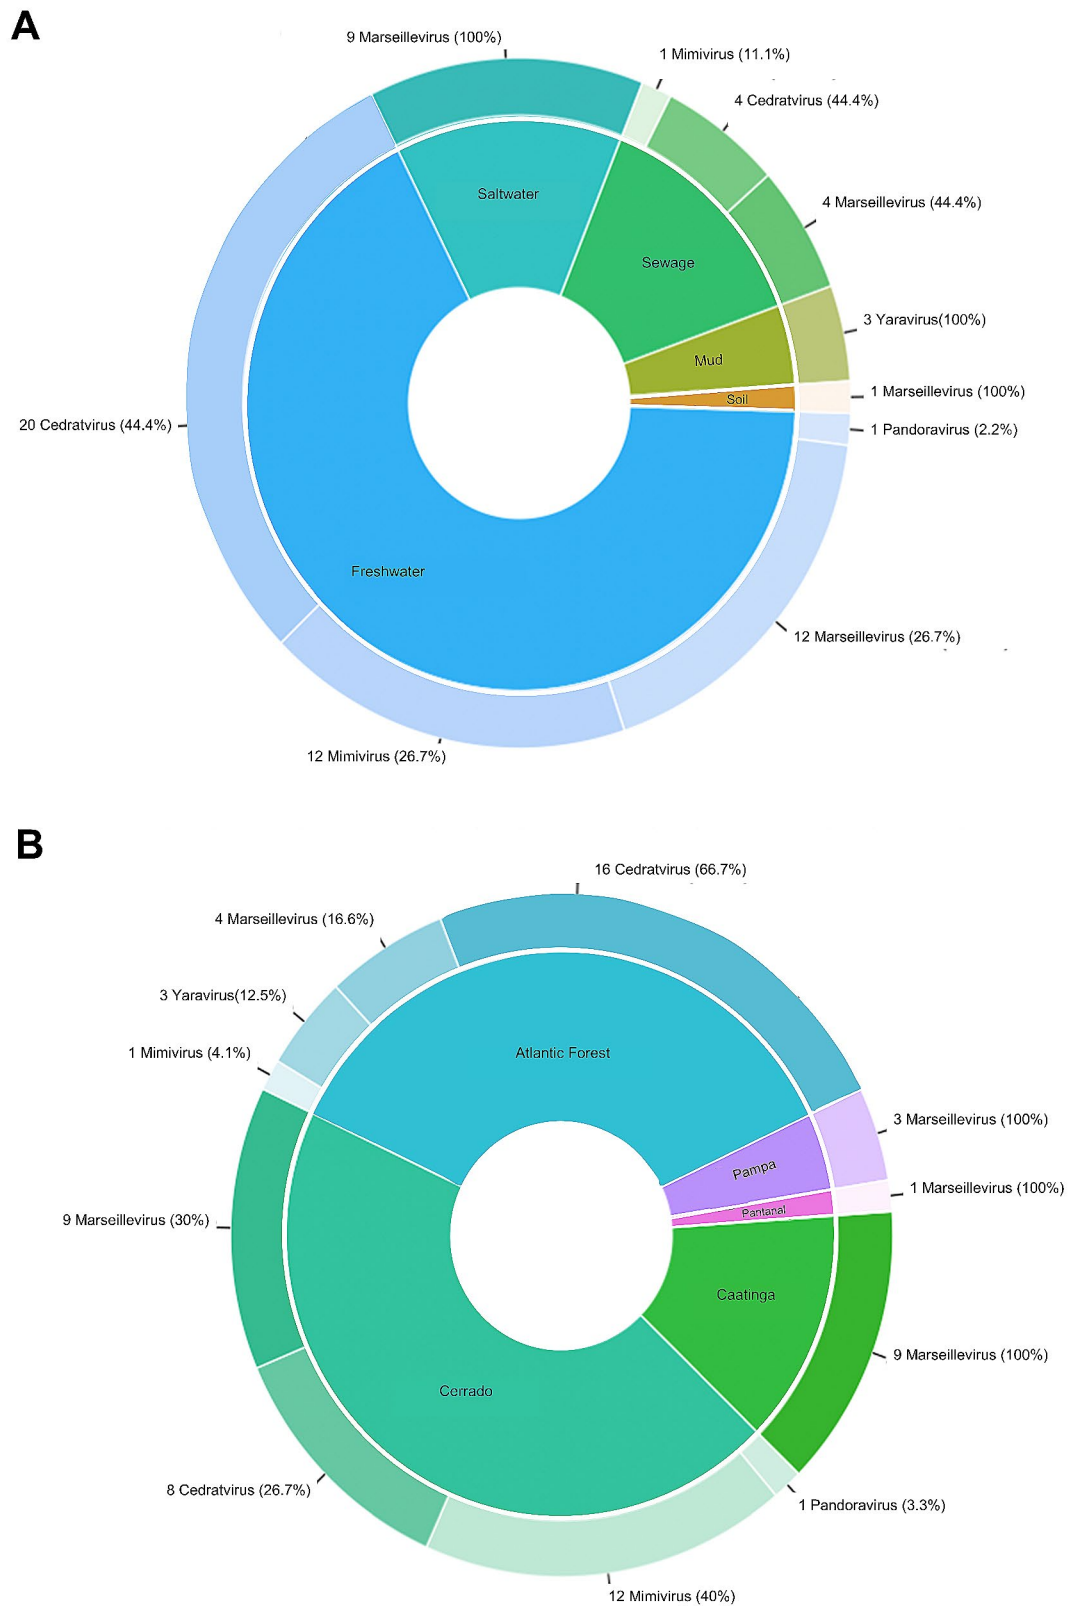 A
9 Marseillevirus (100%)
1 Mimivirus (11.1%)
4 Cedratvirus (44.4%)
Saltwater
4 Marseillevirus (44.4%)
Sewage
3 Yaravirus(100%)
Mud
1 Marseillevirus (100%)
Soil
20 Cedratvirus (44.4%)
1 Pandoravirus (2.2%)
Freshwater
12 Marseillevirus (26.7%)
12 Mimivirus (26.7%)
B
16 Cedratvirus (66.7%)
4 Marseillevirus (16.6%)
3 Yaravirus(12.5%)
1 Mimivirus (4.1%)
Atlantic Forest
3 Marseillevirus (100%)
Pampa
1 Marseillevirus (100%)
Pantanal
9 Marseillevirus (30%)
Caatinga
9 Marseillevirus (100%)
Cerrado
8 Cedratvirus (26.7%)
1 Pandoravirus (3.3%)
12 Mimivirus (40%)